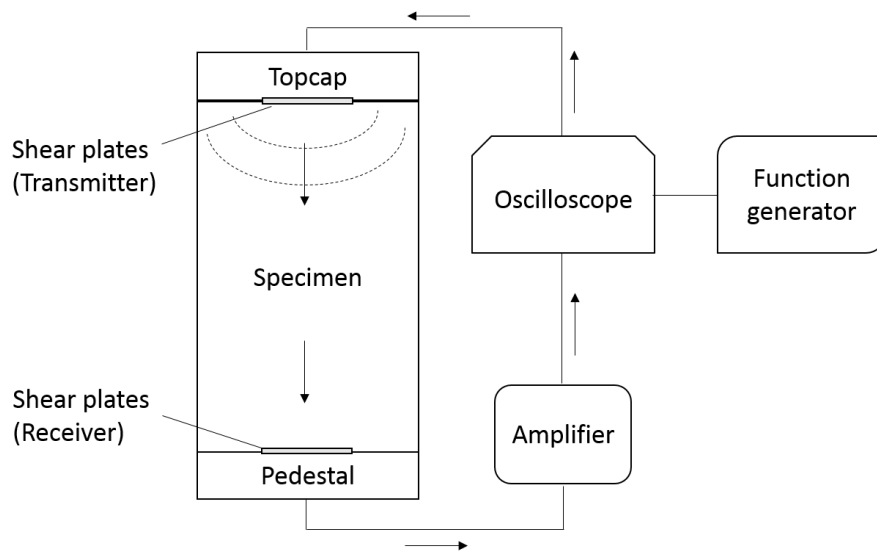 Topcap
Shear plates
(Transmitter)
Oscilloscope
Function
generator
Specimen
Shear plates
(Receiver)
Amplifier
Pedestal